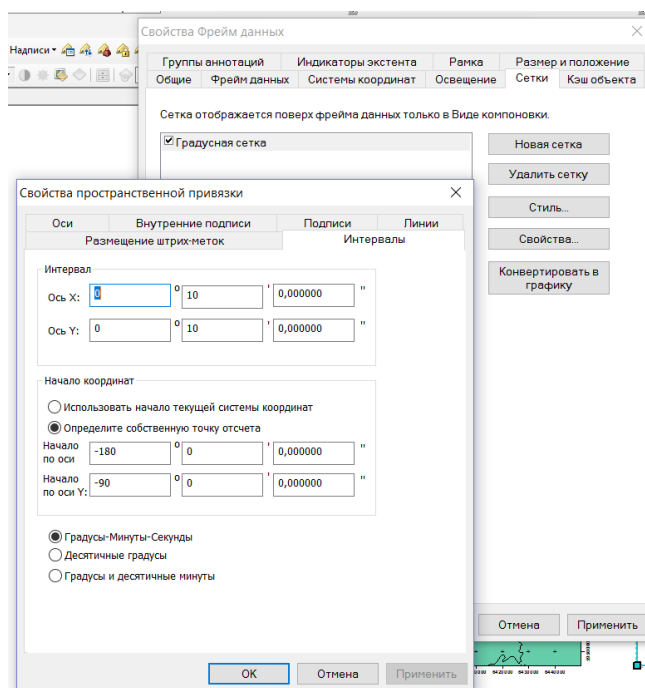 Свойства Фрейм данных
Надписи
Группы аннотаций Индикаторы экстента Рамка Размер и положение
Общие Фрейм данных Системы координат Освещение Сетки Кэш объекта
Сетка отображается поверх фрейма данных только в Виде компоновки.
Градусная сетка
Новая сетка
Удалить сетку
Стиль...
Свойства...
Конвертировать в
графику
Отмена Применить
Свойства пространственной привязки
Оси Внутренние подписи Подписи Линии
Размещение штрих-меток Интервалы
Интервал
Ось X: 0 ° 10 ' 0,000000 "
Ось Y: 0 ° 10 ' 0,000000 "
Начало координат
Использовать начало текущей системы координат
Определите собственную точку отсчета
Начало
по оси -180 ° 0 ' 0,000000 "
Начало
по оси Y: -90 ° 0 ' 0,000000 "
Градусы-Минуты-Секунды
Десятичные градусы
Градусы и десятичные минуты
OK Отмена Применить